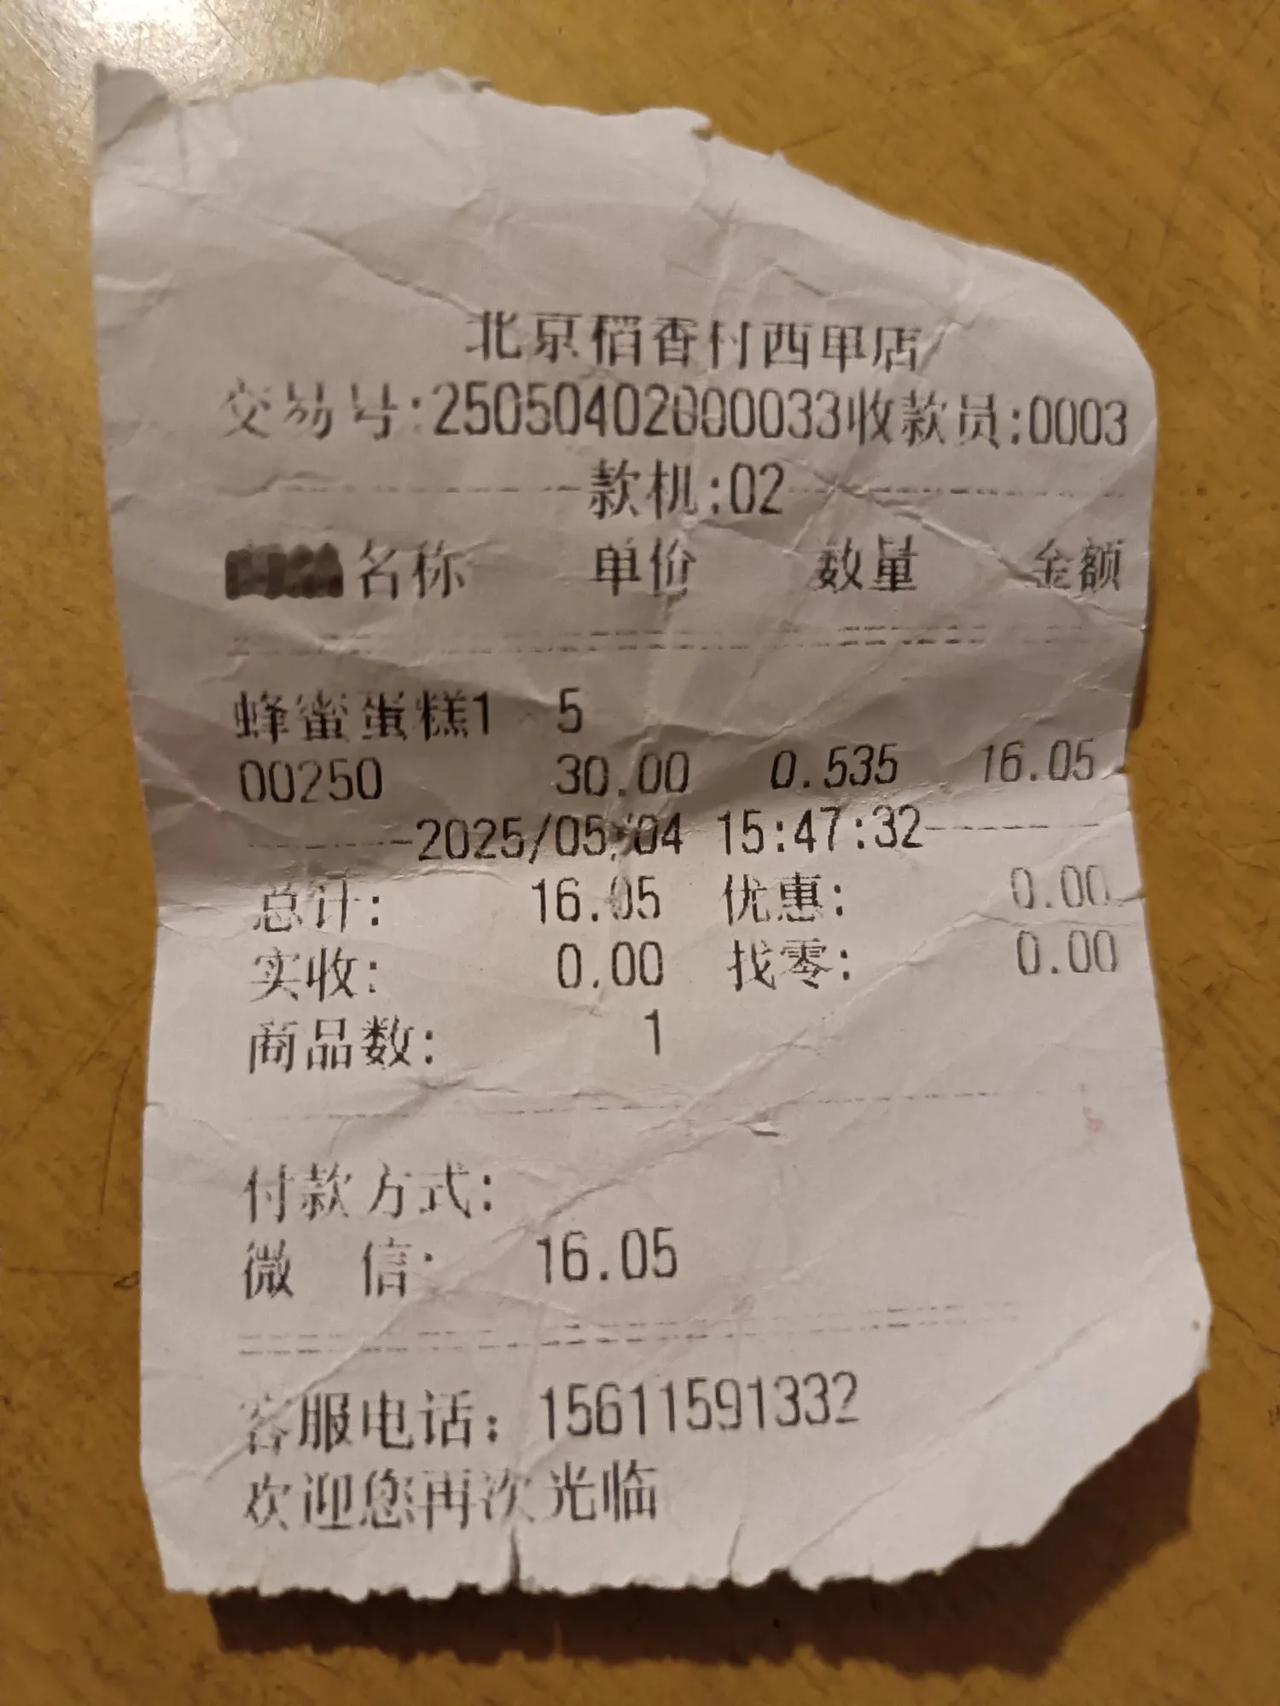 北京稻香村西单店
交易号:25050402000033收款员:0003
款机:02
名称 单价 数量 金额
蜂蜜蛋糕1 5
00250 30.00 0.535 16.05
2025/05/04 15:47:32
总计: 16.05 优惠: 0.00
实收: 0.00 找零: 0.00
商品数: 1
付款方式:
微 信: 16.05
客服电话：15611591332
欢迎您再次光临